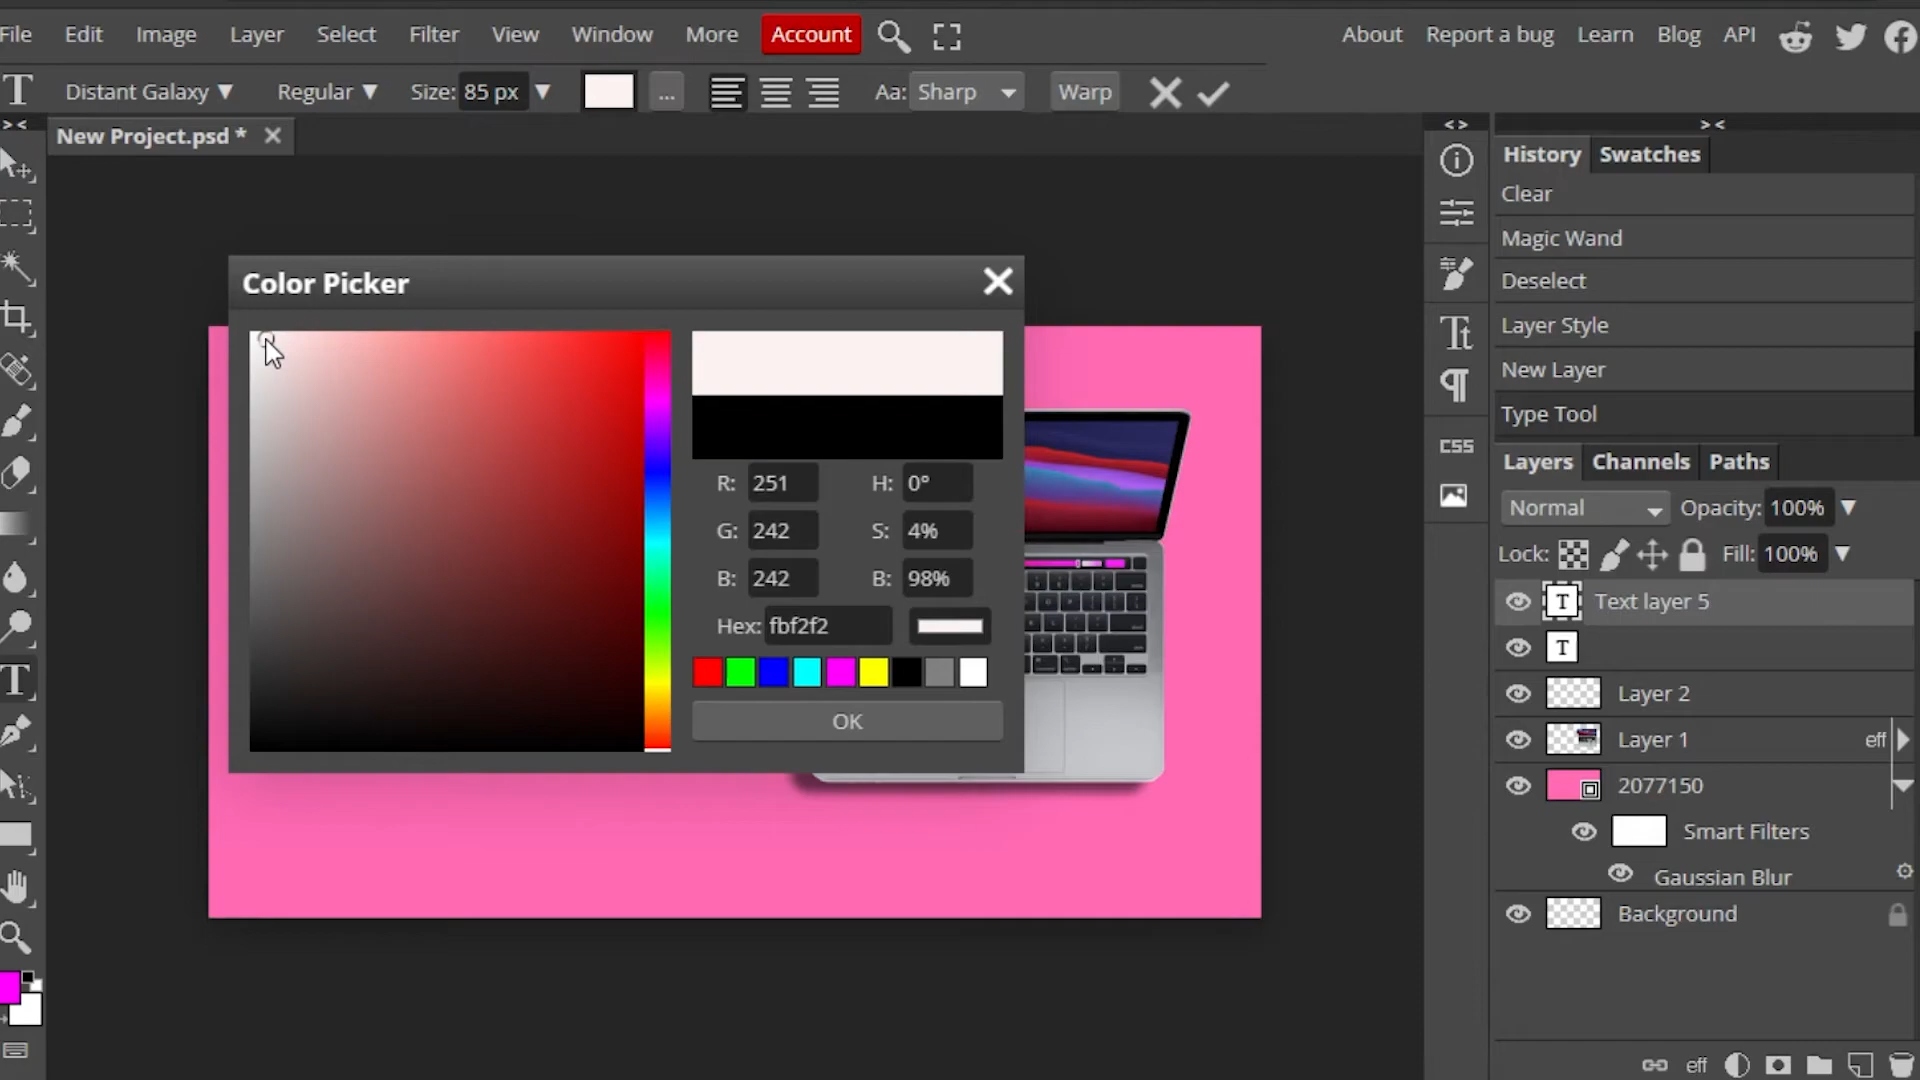 File Edit Image Layer Select Filter View Window More Account About Report a bug Learn Blog API
T Distant Galaxy ▼ Regular ▼ Size: 85 px ▼ ... Aa: Sharp Warp
New Project.psd *
Color Picker
R: 251 H: 0°
G: 242 S: 4%
B: 242 B: 98%
Hex: fbf2f2
OK
CSS
History Swatches
Clear
Magic Wand
Deselect
Layer Style
New Layer
Type Tool
Layers Channels Paths
Normal Opacity: 100% ▼
Lock: Fill: 100% ▼
T Text layer 5
T
Layer 2
Layer 1 eff
2077150
Smart Filters
Gaussian Blur
Background
eff